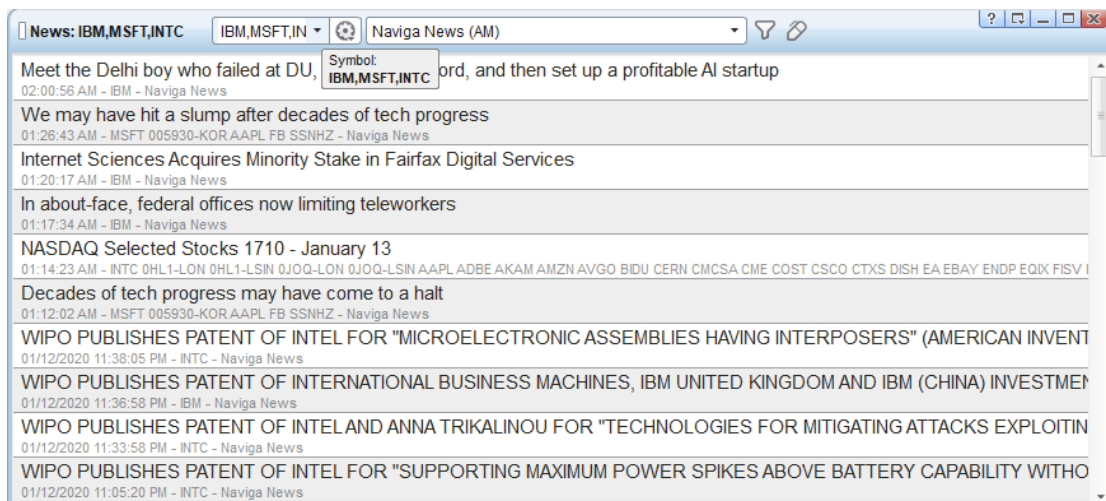 News: IBM,MSFT,INTC IBM,MSFT,IN Naviga News (AM) ?
Symbol:
IBM,MSFT,INTC
Meet the Delhi boy who failed at DU, ord, and then set up a profitable AI startup
02:00:56 AM - IBM - Naviga News
We may have hit a slump after decades of tech progress
01:26:43 AM - MSFT 005930-KOR AAPL FB SSNHZ - Naviga News
Internet Sciences Acquires Minority Stake in Fairfax Digital Services
01:20:17 AM - IBM - Naviga News
In about-face, federal offices now limiting teleworkers
01:17:34 AM - IBM - Naviga News
NASDAQ Selected Stocks 1710 - January 13
01:14:23 AM - INTC 0HL1-LON 0HL1-LSIN 0JOQ-LON 0JOQ-LSIN AAPL ADBE AKAM AMZN AVGO BIDU CERN CMCSA CME COST CSCO CTXS DISH EA EBAY ENDP EQIX FISV
Decades of tech progress may have come to a halt
01:12:02 AM - MSFT 005930-KOR AAPL FB SSNHZ - Naviga News
WIPO PUBLISHES PATENT OF INTEL FOR "MICROELECTRONIC ASSEMBLIES HAVING INTERPOSERS" (AMERICAN INVENT
01/12/2020 11:38:05 PM - INTC - Naviga News
WIPO PUBLISHES PATENT OF INTERNATIONAL BUSINESS MACHINES, IBM UNITED KINGDOM AND IBM (CHINA) INVESTMEN
01/12/2020 11:36:58 PM - IBM - Naviga News
WIPO PUBLISHES PATENT OF INTEL AND ANNA TRIKALINOU FOR "TECHNOLOGIES FOR MITIGATING ATTACKS EXPLOITIN
01/12/2020 11:33:58 PM - INTC - Naviga News
WIPO PUBLISHES PATENT OF INTEL FOR "SUPPORTING MAXIMUM POWER SPIKES ABOVE BATTERY CAPABILITY WITHO
01/12/2020 11:05:20 PM - INTC - Naviga News